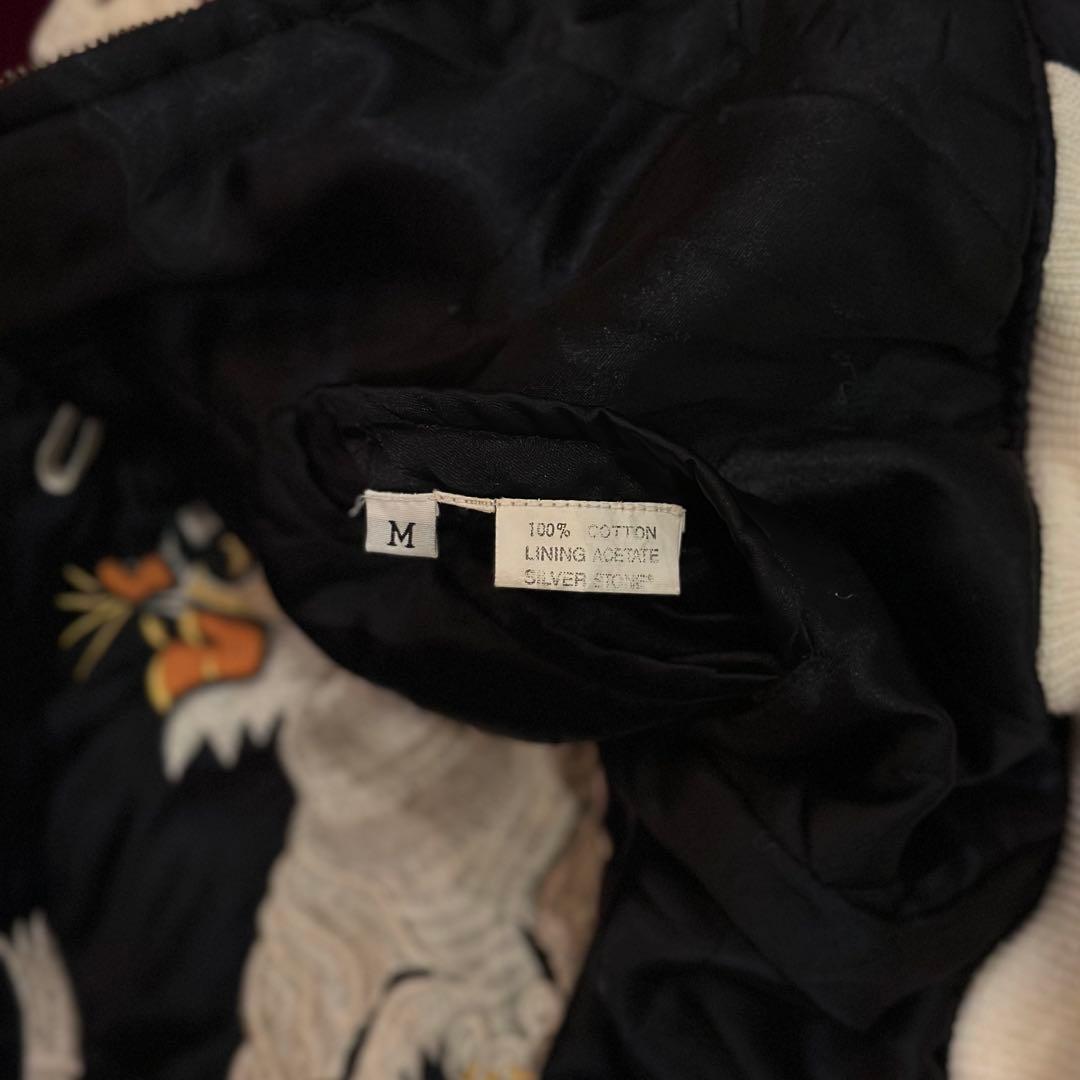 U
M
100% COTTON
LINING ACETATE
SILVER STONE®